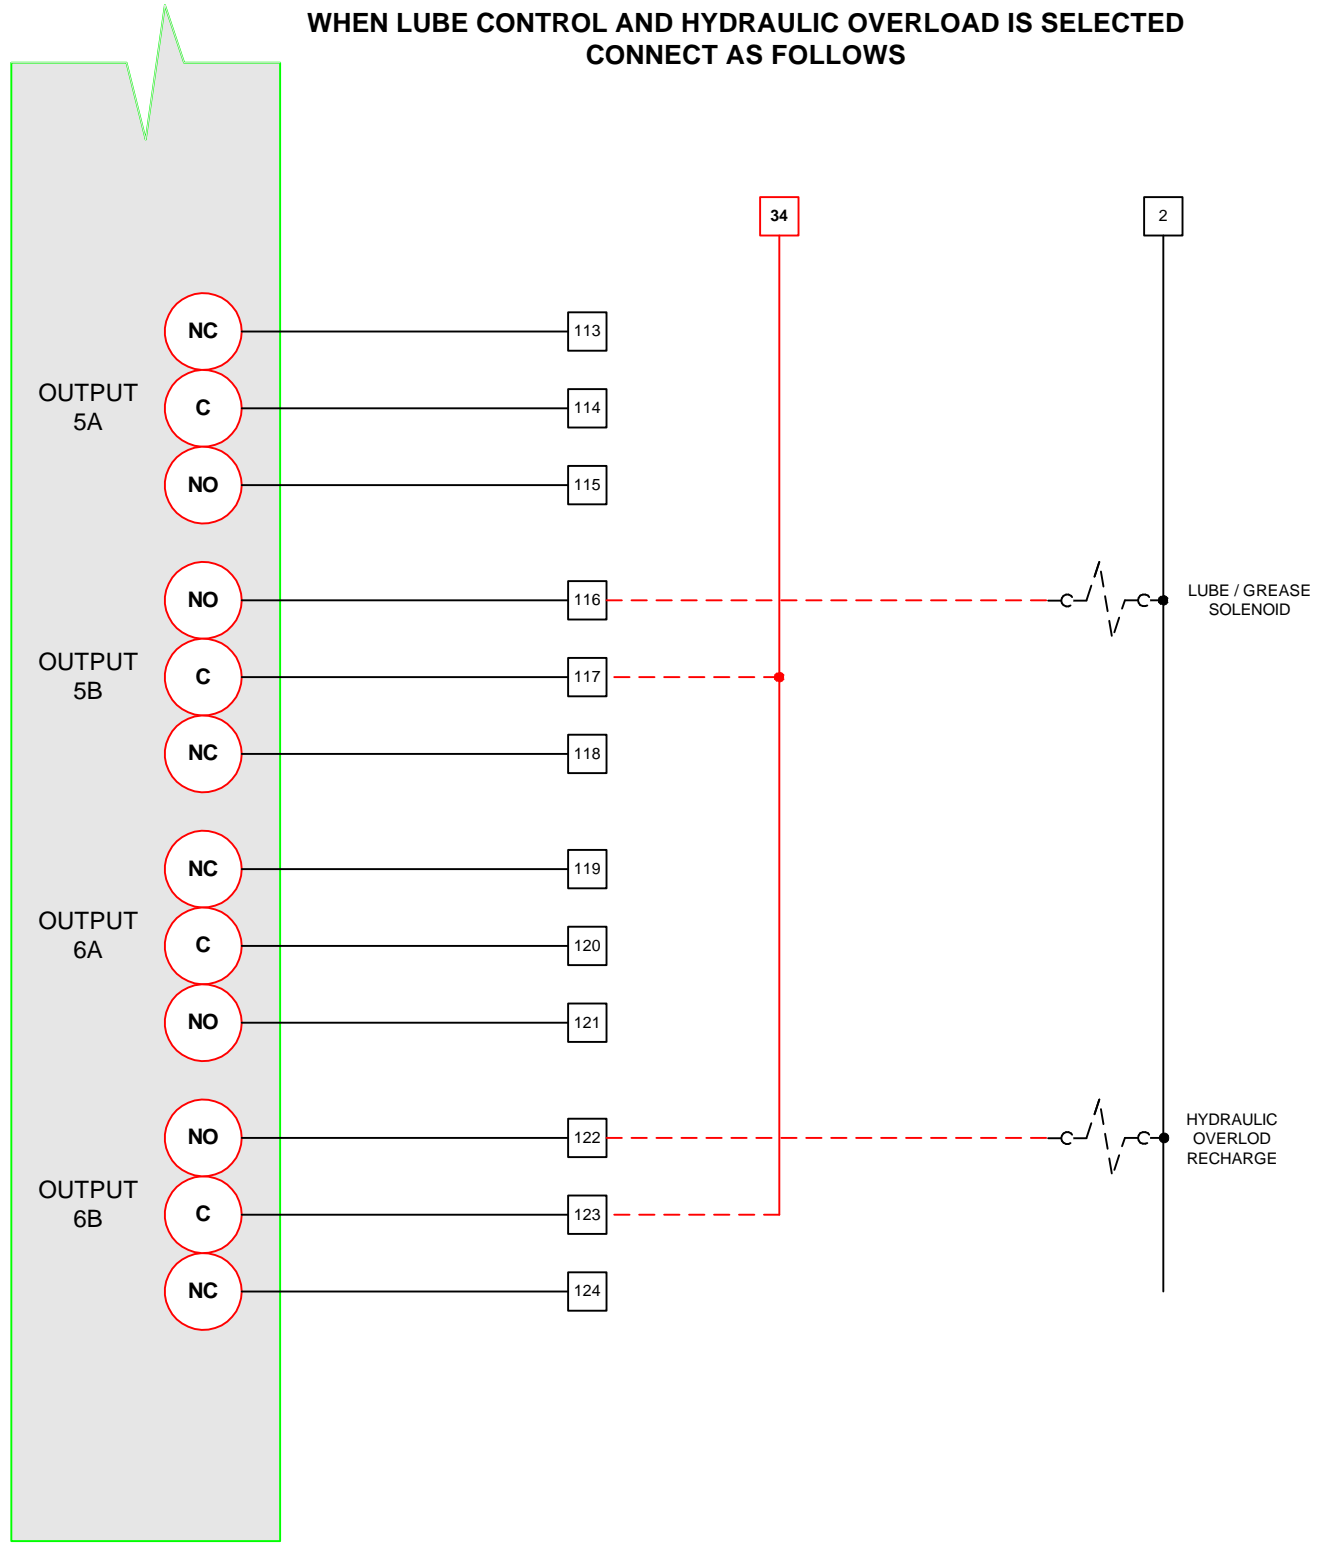 WHEN LUBE CONTROL AND HYDRAULIC OVERLOAD IS SELECTED
CONNECT AS FOLLOWS
34
2
OUTPUT
5A
NC
113
C
114
NO
115
OUTPUT
5B
NO
116
LUBE / GREASE
SOLENOID
C
117
NC
118
OUTPUT
6A
NC
119
C
120
NO
121
OUTPUT
6B
NO
122
HYDRAULIC
OVERLOD
RECHARGE
C
123
NC
124